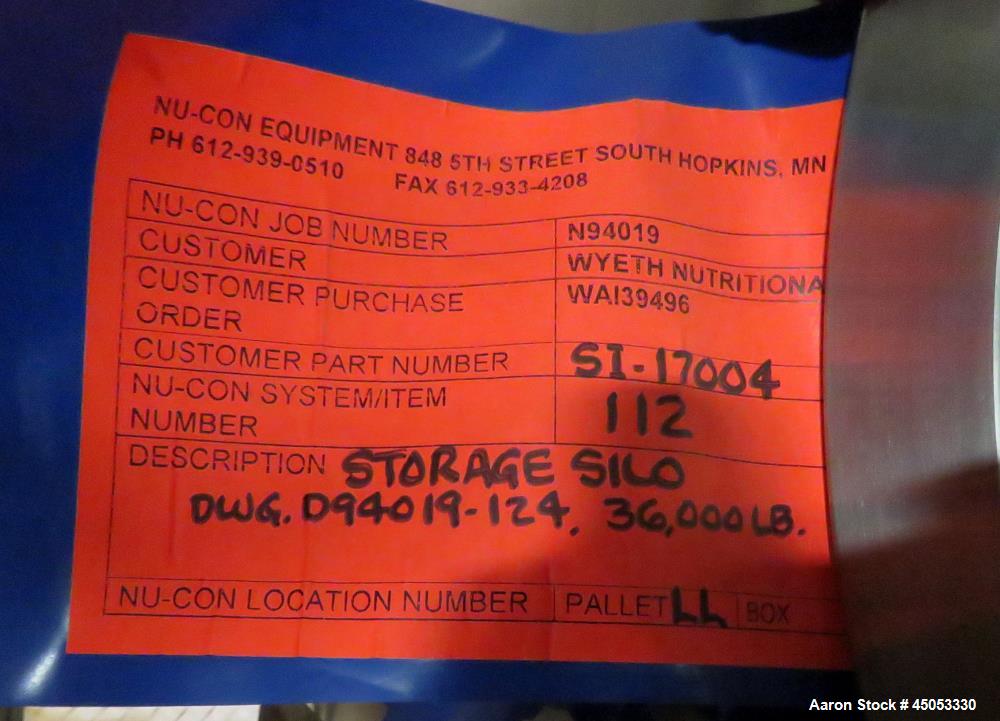 NU-CON EQUIPMENT 848 5TH STREET SOUTH HOPKINS, MN
PH 612-939-0510 FAX 612-933-4208
NU-CON JOB NUMBER N94019
CUSTOMER WYETH NUTRITIONA
CUSTOMER PURCHASE WAI39496
ORDER
CUSTOMER PART NUMBER SI-17004
NU-CON SYSTEM/ITEM 112
NUMBER
DESCRIPTION STORAGE SILO
DWG. D94019-124, 36,000 LB.
NU-CON LOCATION NUMBER PALLET LL BOX
Aaron Stock # 45053330